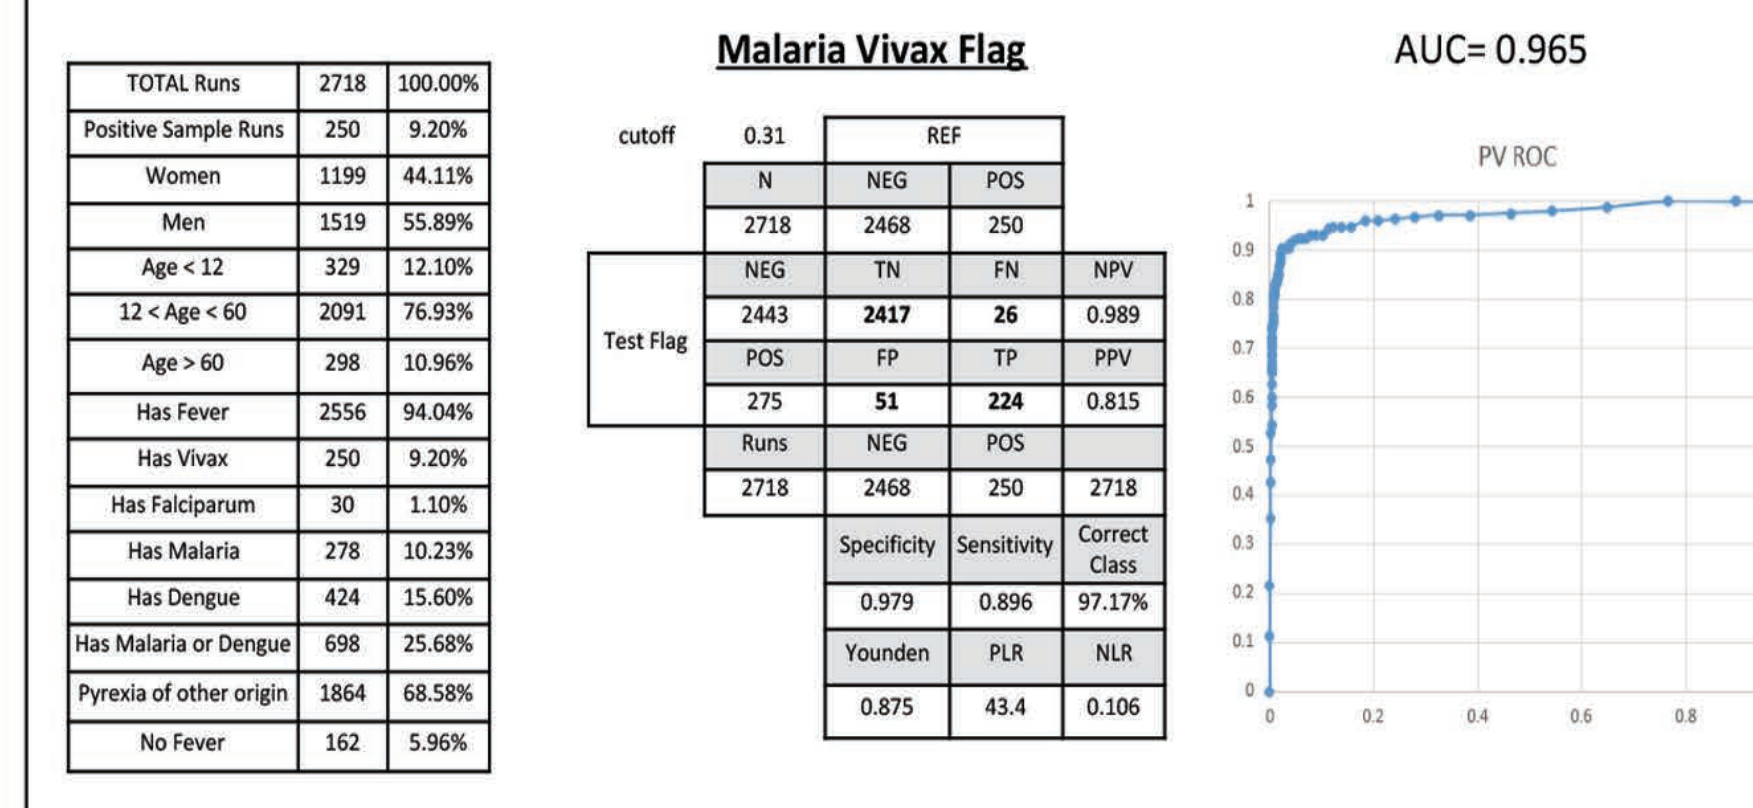 TOTAL Runs 2718 100.00%
Positive Sample Runs 250 9.20%
Women 1199 44.11%
Men 1519 55.89%
Age < 12 329 12.10%
12 < Age < 60 2091 76.93%
Age > 60 298 10.96%
Has Fever 2556 94.04%
Has Vivax 250 9.20%
Has Falciparum 30 1.10%
Has Malaria 278 10.23%
Has Dengue 424 15.60%
Has Malaria or Dengue 698 25.68%
Pyrexia of other origin 1864 68.58%
No Fever 162 5.96%
Malaria Vivax Flag
cutoff 0.31 REF
N NEG POS
2718 2468 250
Test Flag
NEG TN FN NPV
2443 2417 26 0.989
POS FP TP PPV
275 51 224 0.815
Runs NEG POS
2718 2468 250 2718
Specificity Sensitivity Correct
Class
0.979 0.896 97.17%
Younden PLR NLR
0.875 43.4 0.106
AUC= 0.965
PV ROC
1
0.9
0.8
0.7
0.6
0.5
0.4
0.3
0.2
0.1
0
0 0.2 0.4 0.6 0.8